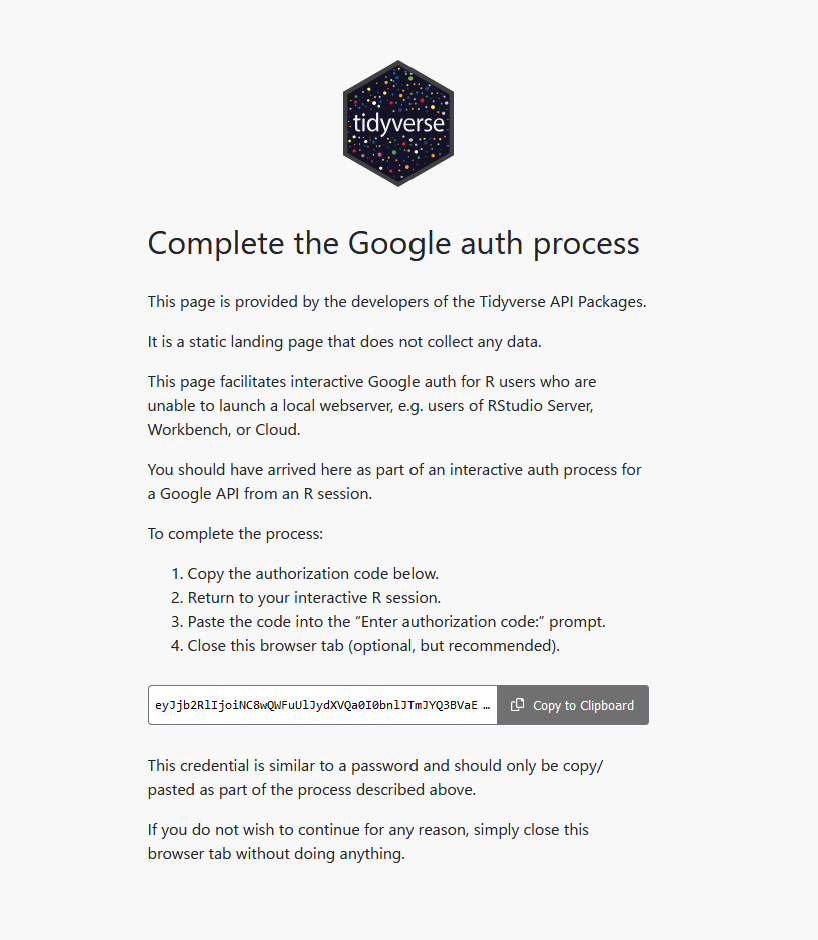 tidyverse
Complete the Google auth process
This page is provided by the developers of the Tidyverse API Packages.
It is a static landing page that does not collect any data.
This page facilitates interactive Google auth for R users who are
unable to launch a local webserver, e.g. users of RStudio Server,
Workbench, or Cloud.
You should have arrived here as part of an interactive auth process for
a Google API from an R session.
To complete the process:
1. Copy the authorization code below.
2. Return to your interactive R session.
3. Paste the code into the “Enter authorization code:” prompt.
4. Close this browser tab (optional, but recommended).
eyJjb2RlIjoiNC8wQWFuUlJydXVQa0I0bnlJTmJYQ3BVaE …
Copy to Clipboard
This credential is similar to a password and should only be copy/
pasted as part of the process described above.
If you do not wish to continue for any reason, simply close this
browser tab without doing anything.